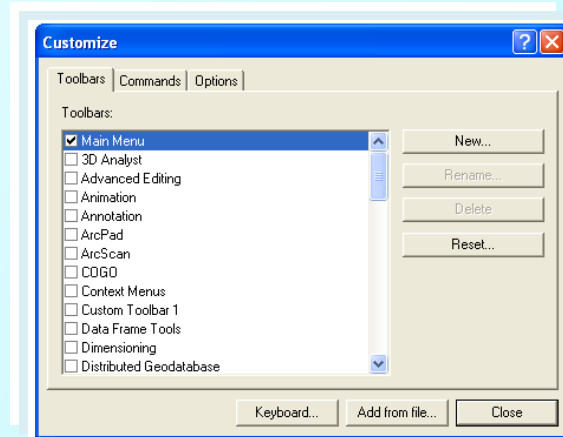 Customize
Toolbars Commands Options
Toolbars:
Main Menu
3D Analyst
Advanced Editing
Animation
Annotation
ArcPad
ArcScan
COGO
Context Menus
Custom Toolbar 1
Data Frame Tools
Dimensioning
Distributed Geodatabase
New...
Rename...
Delete
Reset...
Keyboard... Add from file... Close